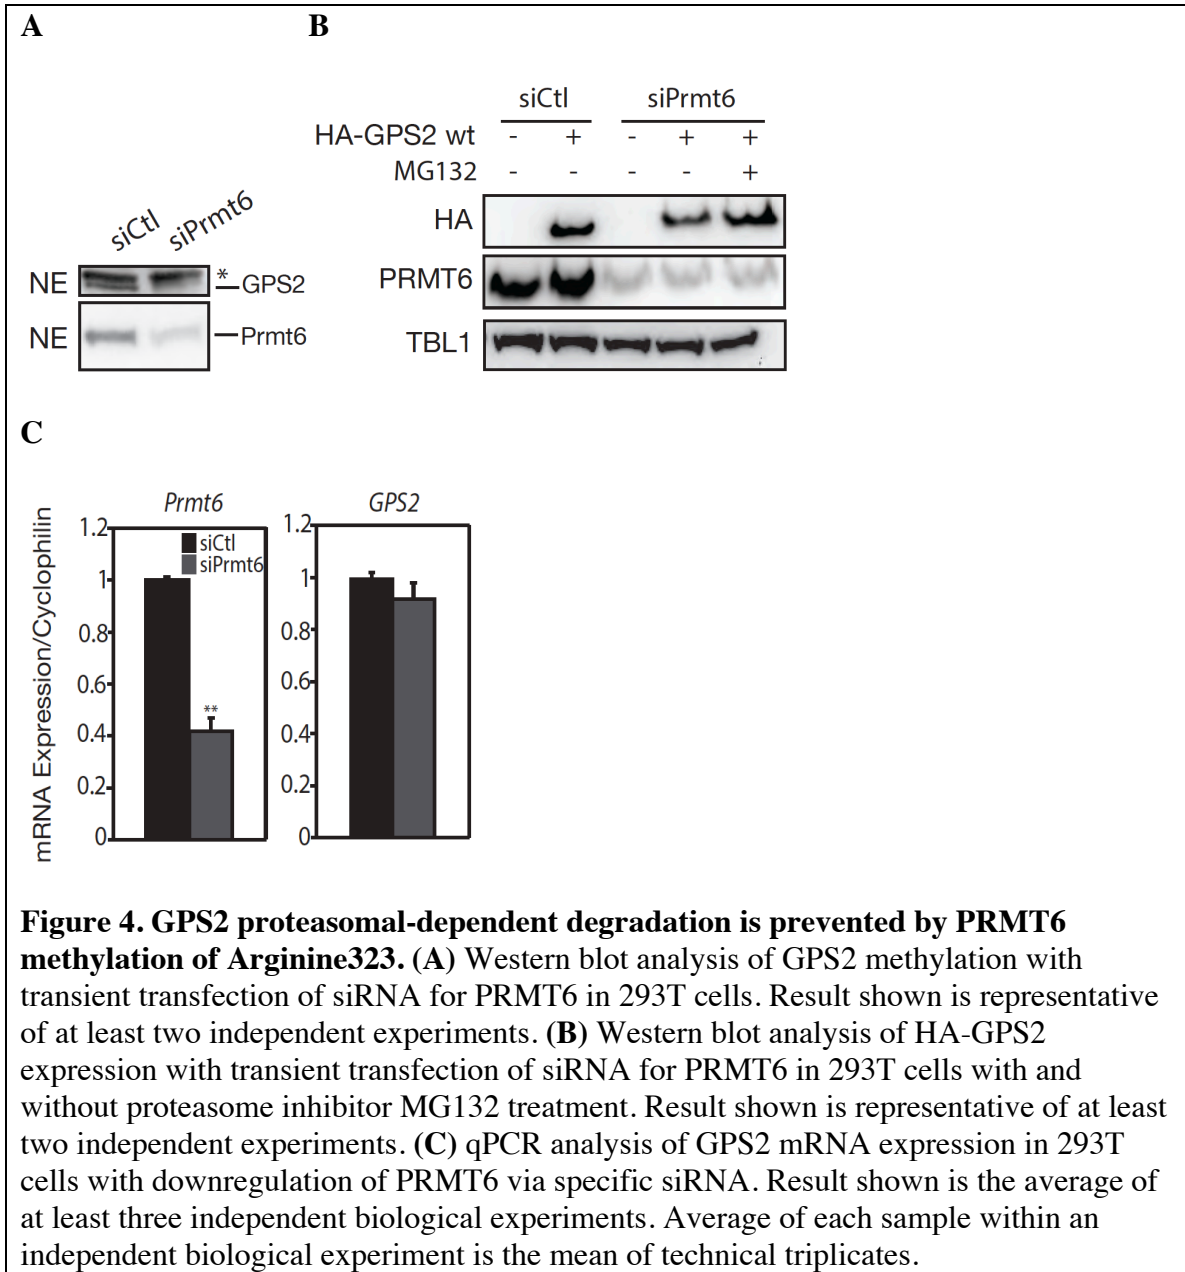 A
B
siCtl siPrmt6
HA-GPS2 wt - + - + +
MG132 - - - - +
HA
PRMT6
TBL1
siCtl siPrmt6
NE * GPS2
NE Prmt6
C
Prmt6 GPS2
mRNA Expression/Cyclophilin
1.2
1
0.8
0.6
0.4
0.2
0
siCtl
siPrmt6
**
1.2
1
0.8
0.6
0.4
0.2
0
Figure 4. GPS2 proteasomal-dependent degradation is prevented by PRMT6
methylation of Arginine323. (A) Western blot analysis of GPS2 methylation with
transient transfection of siRNA for PRMT6 in 293T cells. Result shown is representative
of at least two independent experiments. (B) Western blot analysis of HA-GPS2
expression with transient transfection of siRNA for PRMT6 in 293T cells with and
without proteasome inhibitor MG132 treatment. Result shown is representative of at least
two independent experiments. (C) qPCR analysis of GPS2 mRNA expression in 293T
cells with downregulation of PRMT6 via specific siRNA. Result shown is the average of
at least three independent biological experiments. Average of each sample within an
independent biological experiment is the mean of technical triplicates.